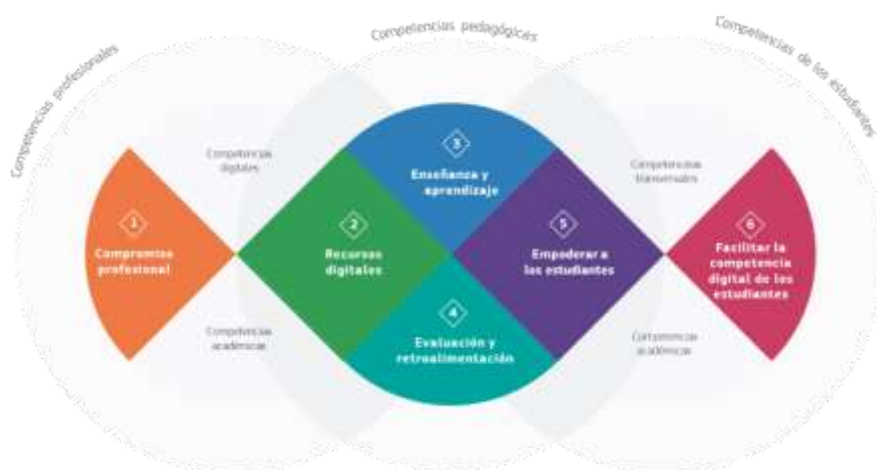 Competencias profesionales
Competencias pedagógicas
Competencias de los estudiantes
Competencias
digitales
3
Enseñanza y
aprendizaje
Competencias
transversales
1
Compromiso
profesional
2
Recursos
digitales
5
Empoderar a
los estudiantes
6
Facilitar la
competencia
digital de los
estudiantes
4
Evaluación y
retroalimentación
Competencias
académicas
Competencias
académicas